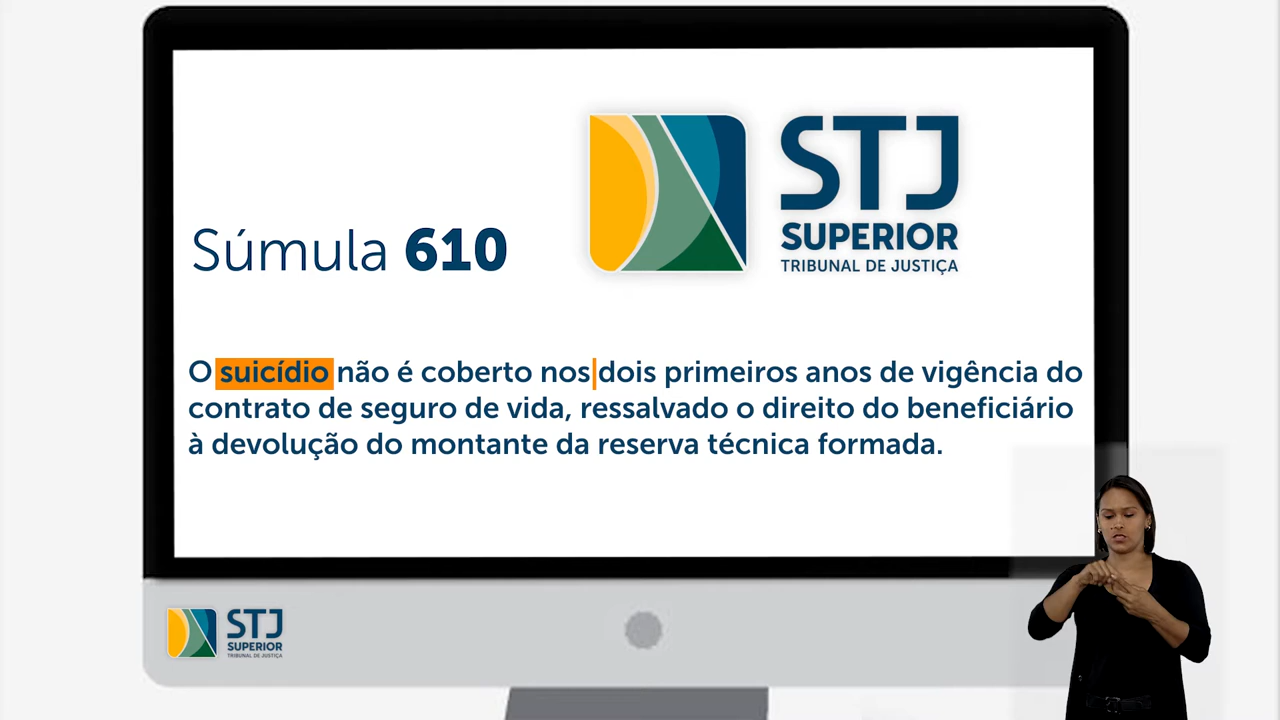 STJ
SUPERIOR
TRIBUNAL DE JUSTIÇA
Súmula 610
O suicídio não é coberto nos dois primeiros anos de vigência do
contrato de seguro de vida, ressalvado o direito do beneficiário
à devolução do montante da reserva técnica formada.
STJ
SUPERIOR
TRIBUNAL DE JUSTIÇA